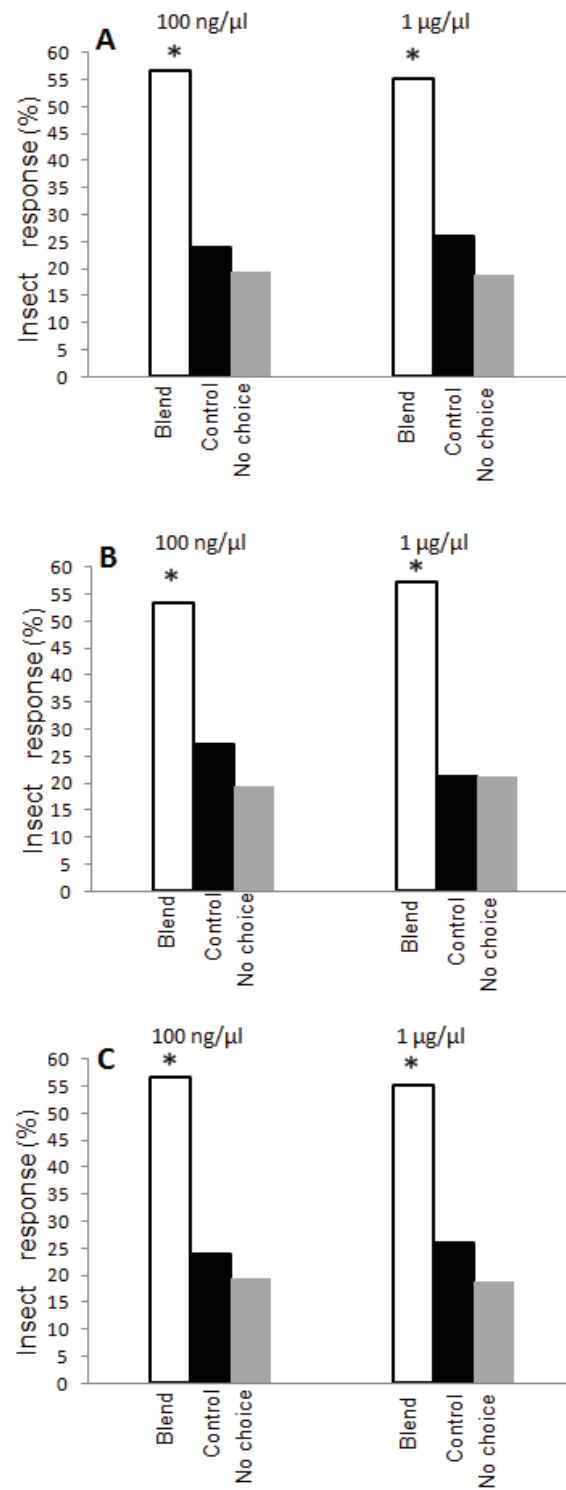 A
100 ng/µl
1 µg/µl
*
*
Insect response (%)
60
55
50
45
40
35
30
25
20
15
10
5
0
Blend
Control
No choice
Blend
Control
No choice
B
100 ng/µl
1 µg/µl
*
*
Insect response (%)
60
55
50
45
40
35
30
25
20
15
10
5
0
Blend
Control
No choice
Blend
Control
No choice
C
100 ng/µl
1 µg/µl
*
*
Insect response (%)
60
55
50
45
40
35
30
25
20
15
10
5
0
Blend
Control
No choice
Blend
Control
No choice